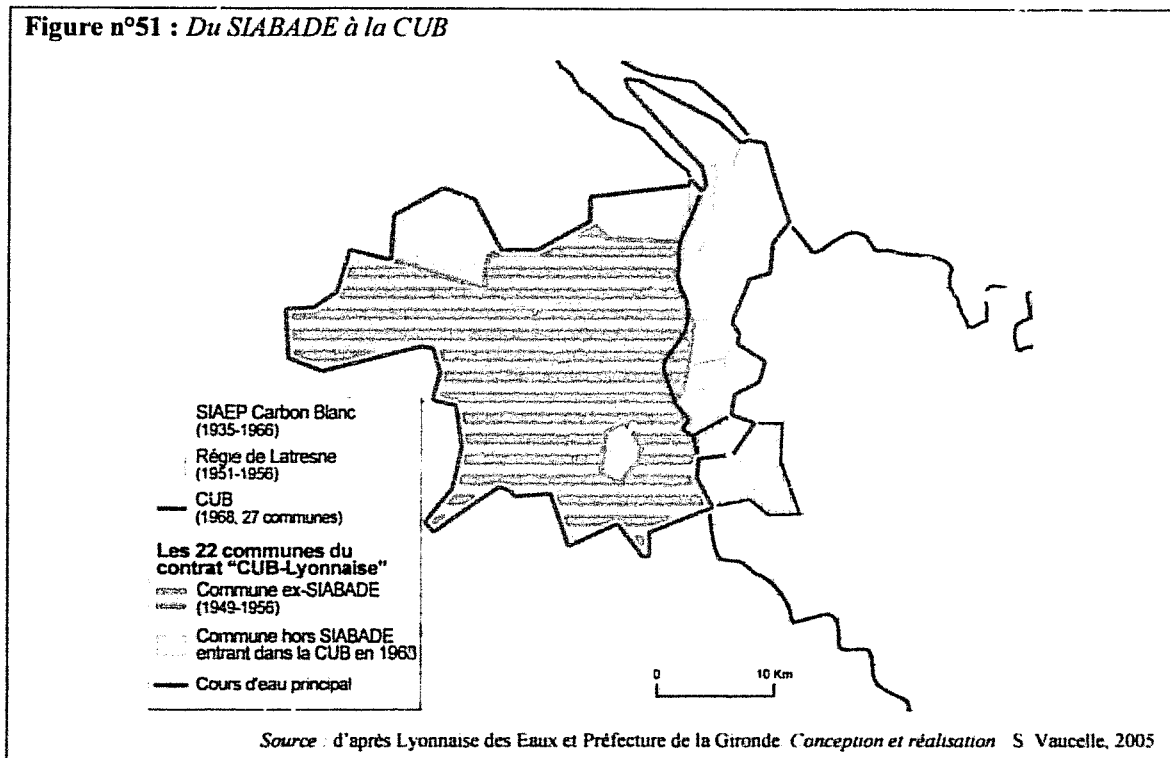 Figure n°51 : Du SIABADE à la CUB
SIAEP Carbon Blanc
(1935-1966)
Régie de Latresne
(1951-1956)
CUB
(1968, 27 communes)
Les 22 communes du
contrat "CUB-Lyonnaise"
Commune ex-SIABADE
(1949-1956)
Commune hors SIABADE
entrant dans la CUB en 1968
Cours d'eau principal
0 10 Km
Source : d'après Lyonnaise des Eaux et Préfecture de la Gironde Conception et réalisation S Vaucelle, 2005